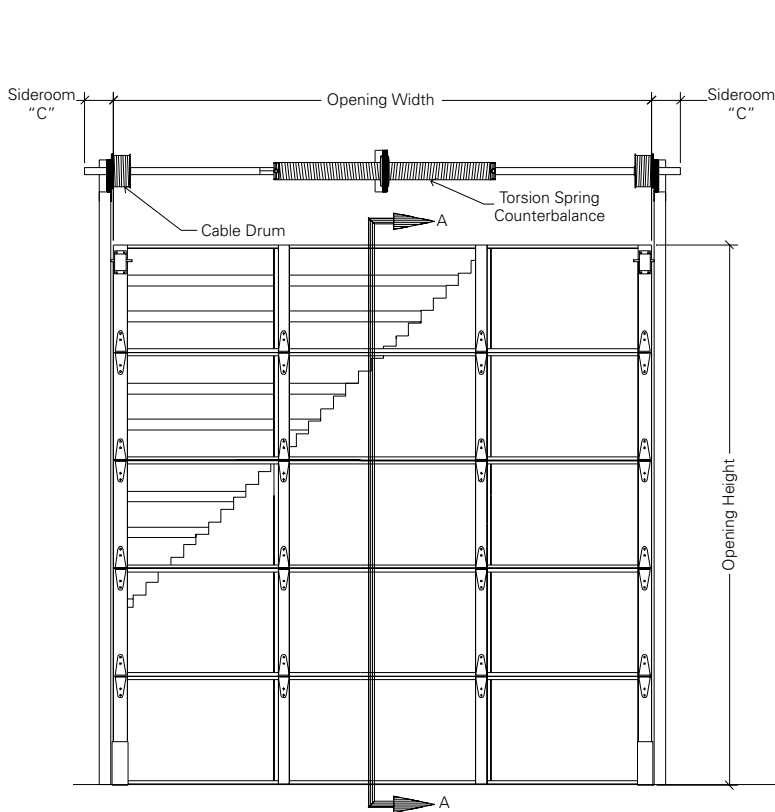 Sideroom
“C”
Opening Width
Sideroom
“C”
Torsion Spring
Counterbalance
Cable Drum
A
Opening Height
A